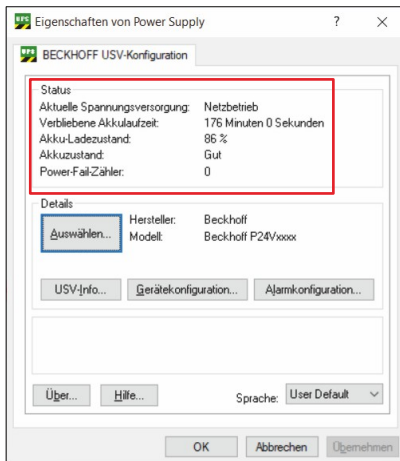 UPS Eigenschaften von Power Supply ? ×
UPS BECKHOFF USV-Konfiguration
Status
Aktuelle Spannungsversorgung: Netzbetrieb
Verbliebene Akkulaufzeit: 176 Minuten 0 Sekunden
Akku-Ladezustand: 86 %
Akkuzustand: Gut
Power-Fail-Zähler: 0
Details
Auswählen... Hersteller: Beckhoff
Modell: Beckhoff P24Vxxxx
USV-Info... Gerätekonfiguration... Alarmkonfiguration...
Über... Hilfe... Sprache: User Default
OK Abbrechen Übernehmen